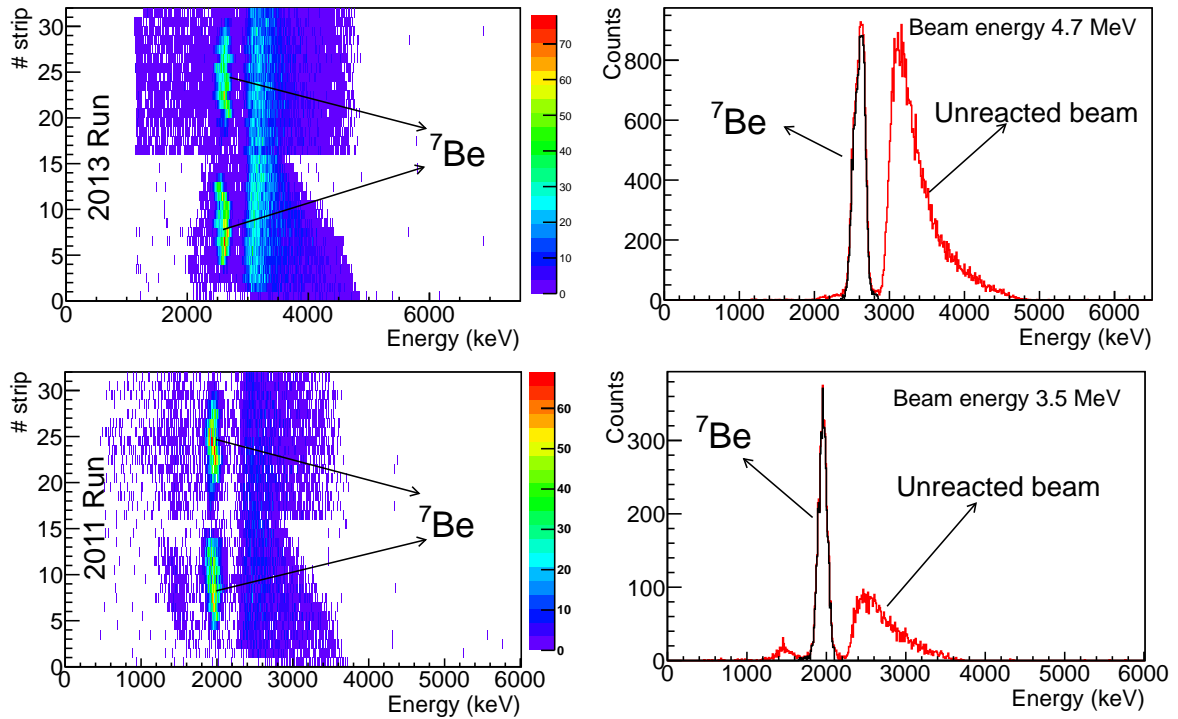 # strip
30
25
20
15
10
5
0
2013 Run
7Be
0 2000 4000 6000
Energy (keV)
70
60
50
40
30
20
10
0
Counts
800
600
400
200
0
Beam energy 4.7 MeV
7Be
Unreacted beam
0 1000 2000 3000 4000 5000 6000
Energy (keV)
# strip
30
25
20
15
10
5
0
2011 Run
7Be
0 1000 2000 3000 4000 5000 6000
Energy (keV)
60
50
40
30
20
10
0
Counts
300
200
100
0
Beam energy 3.5 MeV
7Be
Unreacted beam
0 1000 2000 3000 4000 5000 6000
Energy (keV)